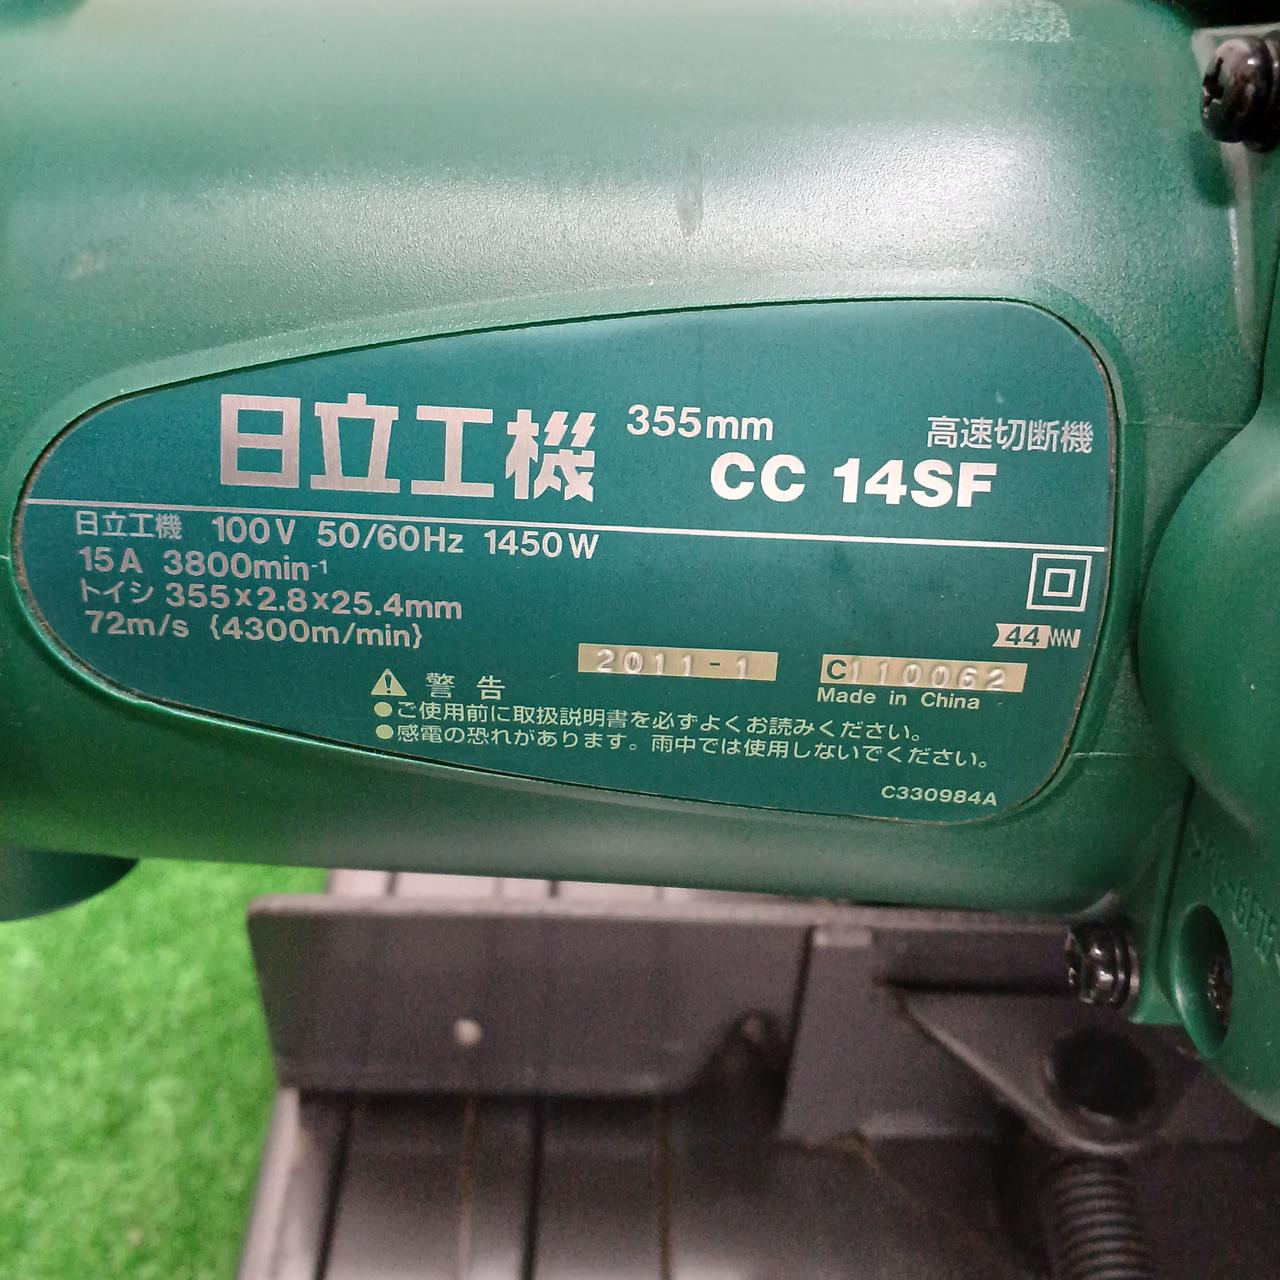 日立工機 355mm 高速切断機
CC 14SF
日立工機 100V 50/60Hz 1450W
15A 3800min-1
トイシ 355×2.8×25.4mm
72m/s {4300m/min}
44
2011-1 C110062
Made in China
警告
●ご使用前に取扱説明書を必ずよくお読みください。
●感電の恐れがあります。雨中では使用しないでください。
C330984A